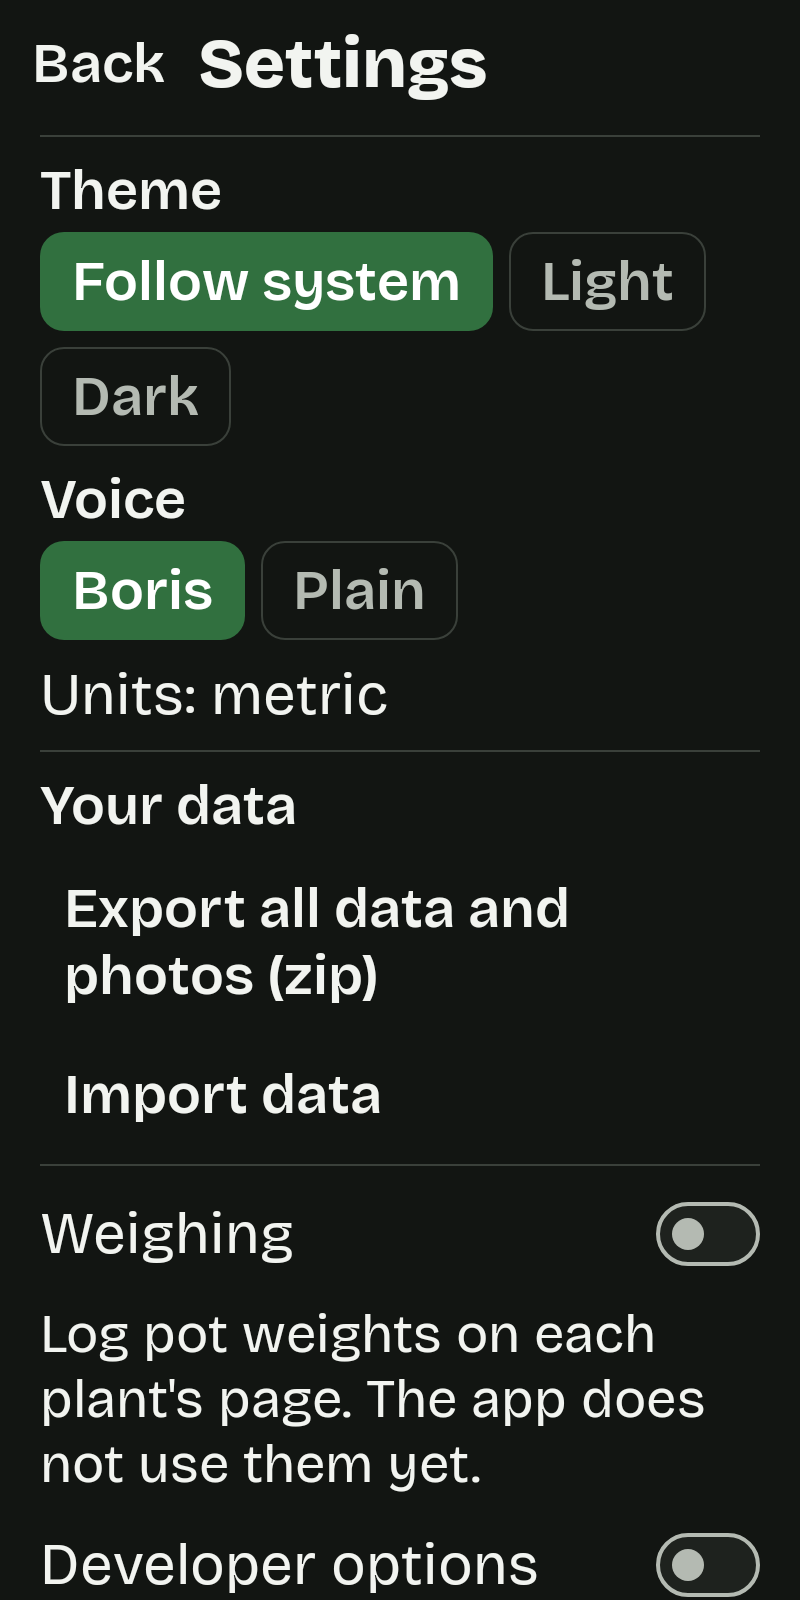 Back Settings
Theme
Follow system Light
Dark
Voice
Boris Plain
Units: metric
Your data
Export all data and
photos (zip)
Import data
Weighing
Log pot weights on each
plant's page. The app does
not use them yet.
Developer options